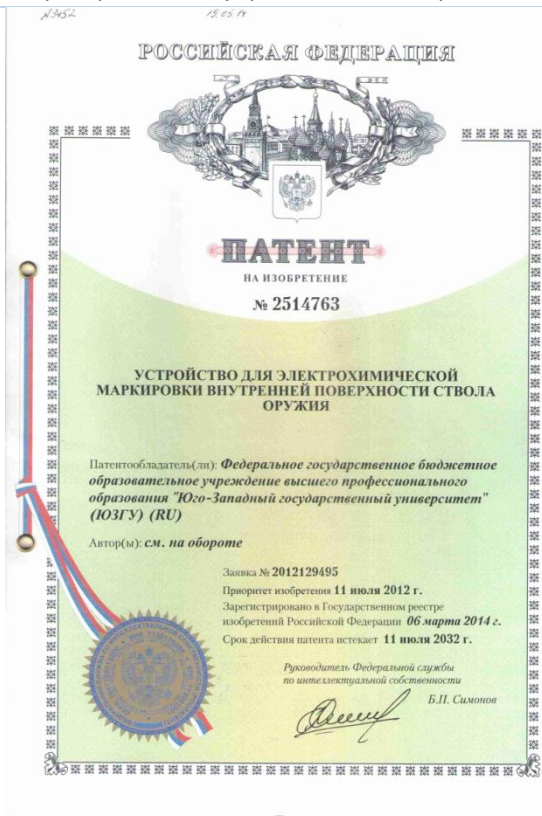 19.05.14
РОССИЙСКАЯ ФЕДЕРАЦИЯ
ПАТЕНТ
НА ИЗОБРЕТЕНИЕ
№ 2514763
УСТРОЙСТВО ДЛЯ ЭЛЕКТРОХИМИЧЕСКОЙ
МАРКИРОВКИ ВНУТРЕННЕЙ ПОВЕРХНОСТИ СТВОЛА
ОРУЖИЯ
Патентообладатель(ли): Федеральное государственное бюджетное
образовательное учреждение высшего профессионального
образования "Юго-Западный государственный университет"
(ЮЗГУ) (RU)
Автор(ы): см. на обороте
Заявка № 2012129495
Приоритет изобретения 11 июля 2012 г.
Зарегистрировано в Государственном реестре
изобретений Российской Федерации 06 марта 2014 г.
Срок действия патента истекает 11 июля 2032 г.
Руководитель Федеральной службы
по интеллектуальной собственности
Б.П. Симонов